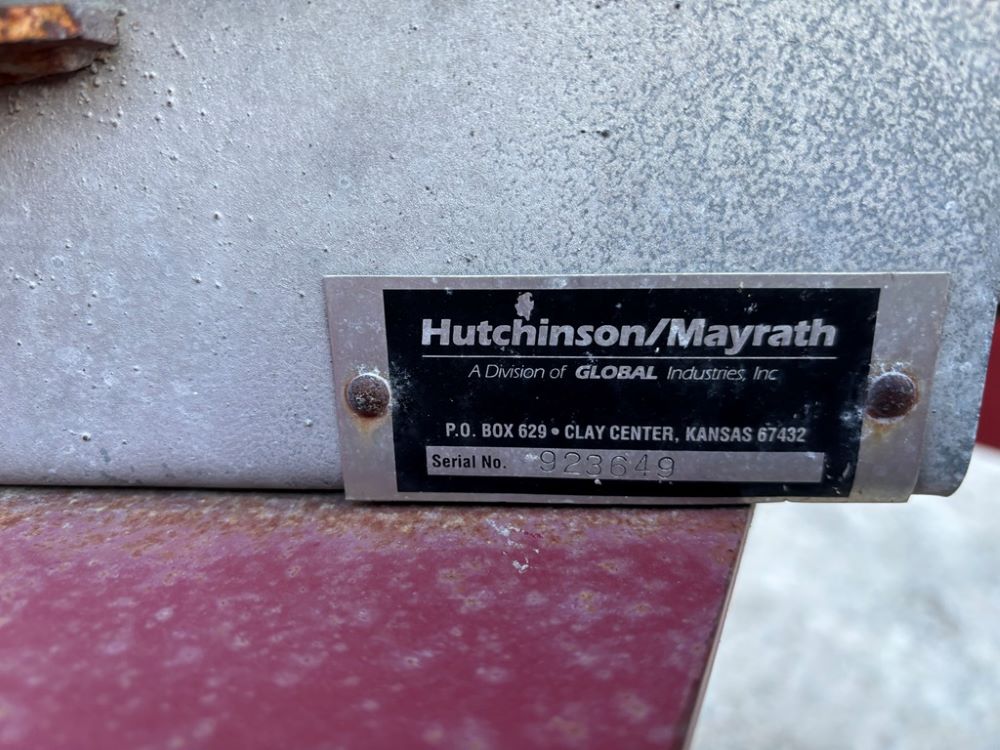 Hutchinson/Mayrath
A Division of GLOBAL Industries, Inc
P.O. BOX 629 • CLAY CENTER, KANSAS 67432
Serial No. 923649